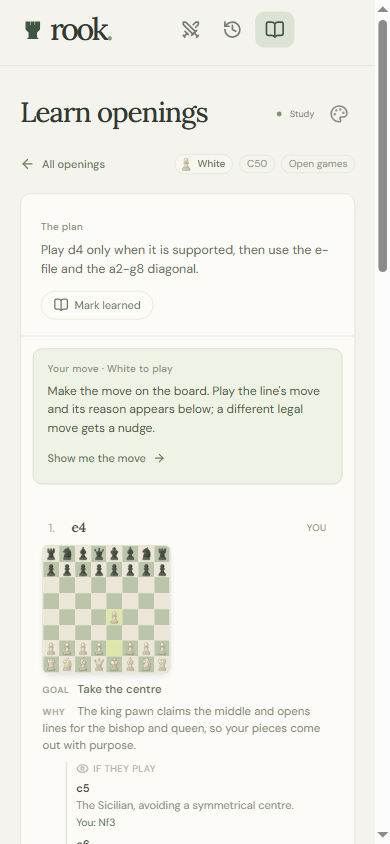 rook.
Learn openings
Study
All openings
White
C50
Open games
The plan
Play d4 only when it is supported, then use the e-
file and the a2-g8 diagonal.
Mark learned
Your move · White to play
Make the move on the board. Play the line's move
and its reason appears below; a different legal
move gets a nudge.
Show me the move
1. e4 YOU
GOAL Take the centre
WHY The king pawn claims the middle and opens
lines for the bishop and queen, so your pieces come
out with purpose.
IF THEY PLAY
c5
The Sicilian, avoiding a symmetrical centre.
You: Nf3